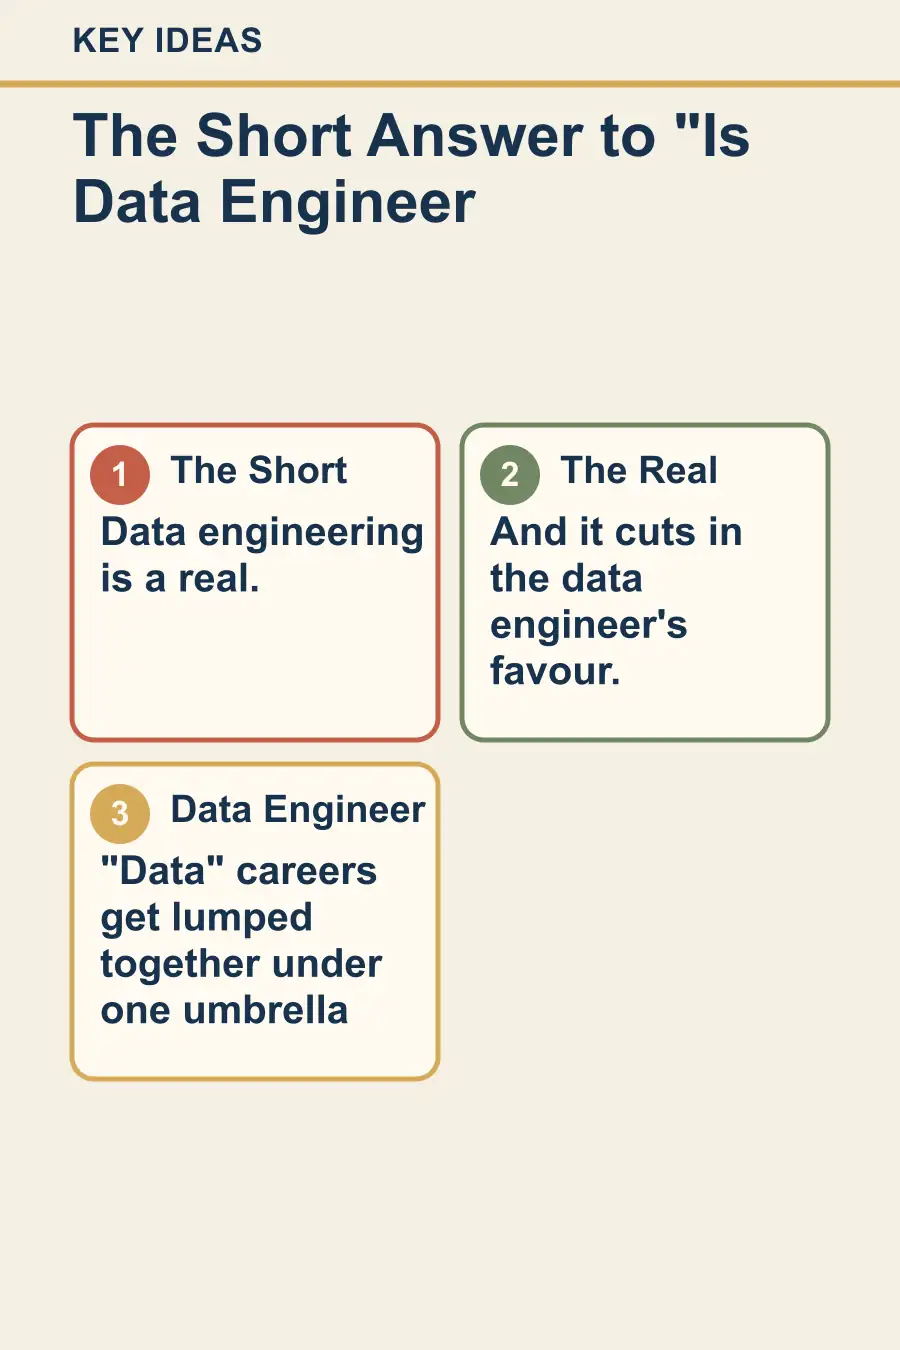 KEY IDEAS
The Short Answer to "Is
Data Engineer
1 The Short
Data engineering
is a real.
2 The Real
And it cuts in
the data
engineer's
favour.
3 Data Engineer
"Data" careers
get lumped
together under
one umbrella